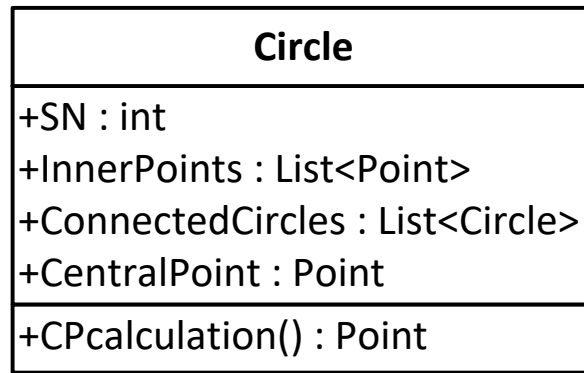 Circle
+SN : int
+InnerPoints : List<Point>
+ConnectedCircles : List<Circle>
+CentralPoint : Point
+CPcalculation() : Point